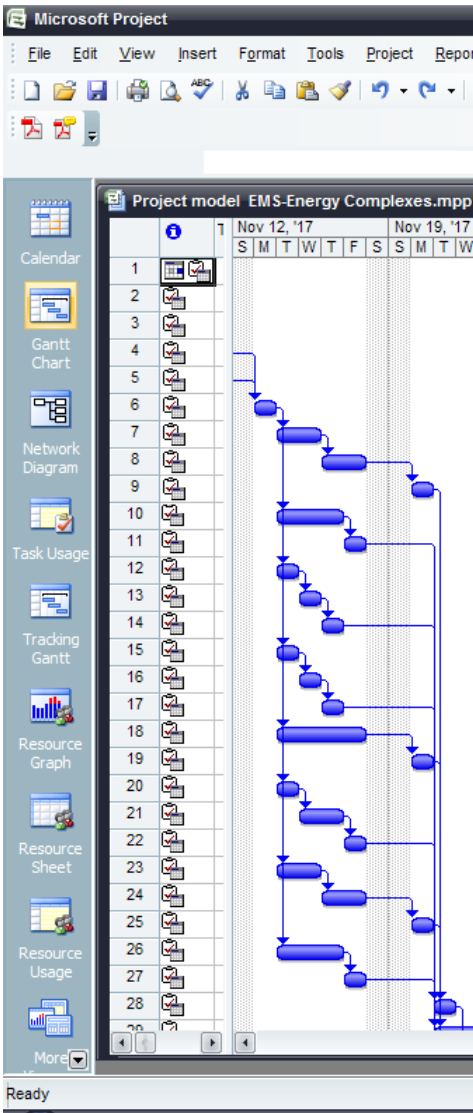 Microsoft Project
File Edit View Insert Format Tools Project Repor
ABC
Project model EMS-Energy Complexes.mpp
Nov 12, '17 Nov 19, '17
S M T W T F S S M T W
Calendar
Gantt
Chart
Network
Diagram
Task Usage
Tracking
Gantt
Resource
Graph
Resource
Sheet
Resource
Usage
More
1
2
3
4
5
6
7
8
9
10
11
12
13
14
15
16
17
18
19
20
21
22
23
24
25
26
27
28
29
Ready